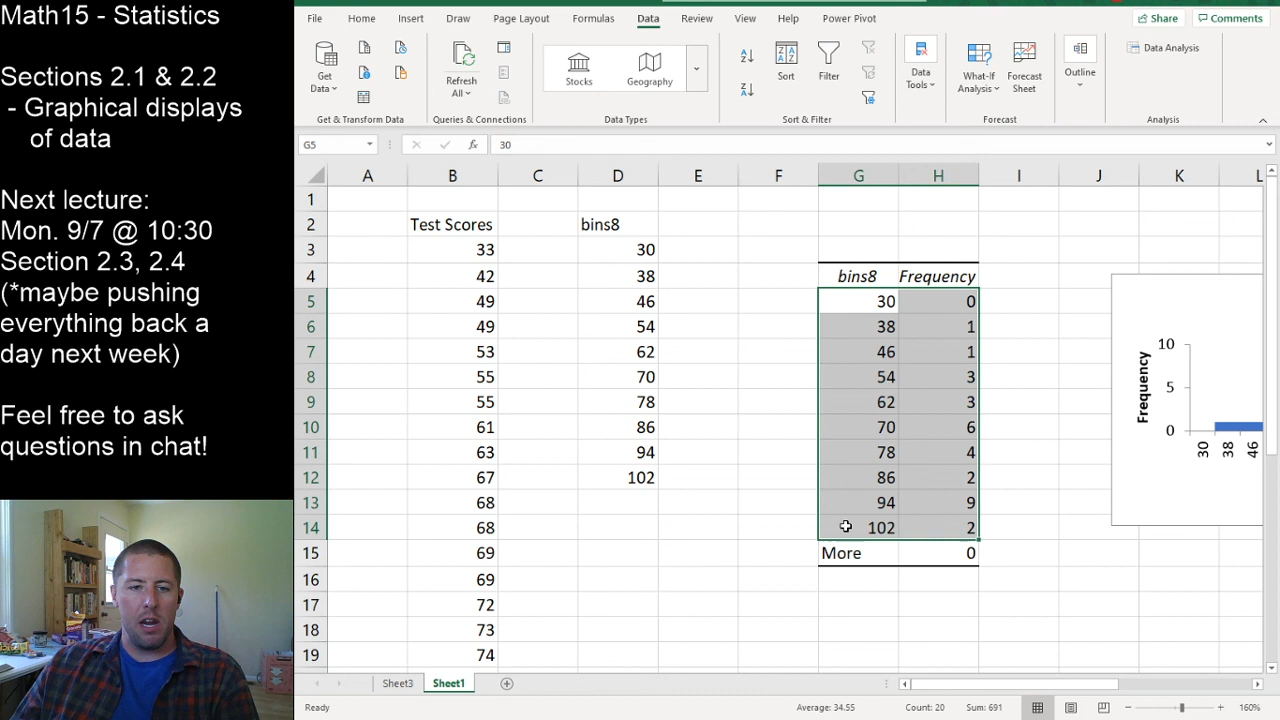 Math15 - Statistics
Sections 2.1 & 2.2
- Graphical displays
of data
Next lecture:
Mon. 9/7 @ 10:30
Section 2.3, 2.4
(*maybe pushing
everything back a
day next week)
Feel free to ask
questions in chat!
File Home Insert Draw Page Layout Formulas Data Review View Help Power Pivot Share Comments
Get Data
Refresh All
Stocks Geography
Sort Filter
Data Tools
What-If Analysis
Forecast Sheet
Outline
Data Analysis
Get & Transform Data Queries & Connections Data Types Sort & Filter Forecast Analysis
G5 fx 30
A B C D E F G H I J K L
1
2 Test Scores bins8
3 33 30
4 42 38 bins8 Frequency
5 49 46 30 0
6 49 54 38 1
7 53 62 46 1
8 55 70 54 3
9 55 78 62 3
10 61 86 70 6
11 63 94 78 4
12 67 102 86 2
13 68 94 9
14 68 102 2
15 69 More 0
16 69
17 72
18 73
19 74
Frequency
10
5
0
30 38 46
Sheet3 Sheet1
Ready Average: 34.55 Count: 20 Sum: 691 160%